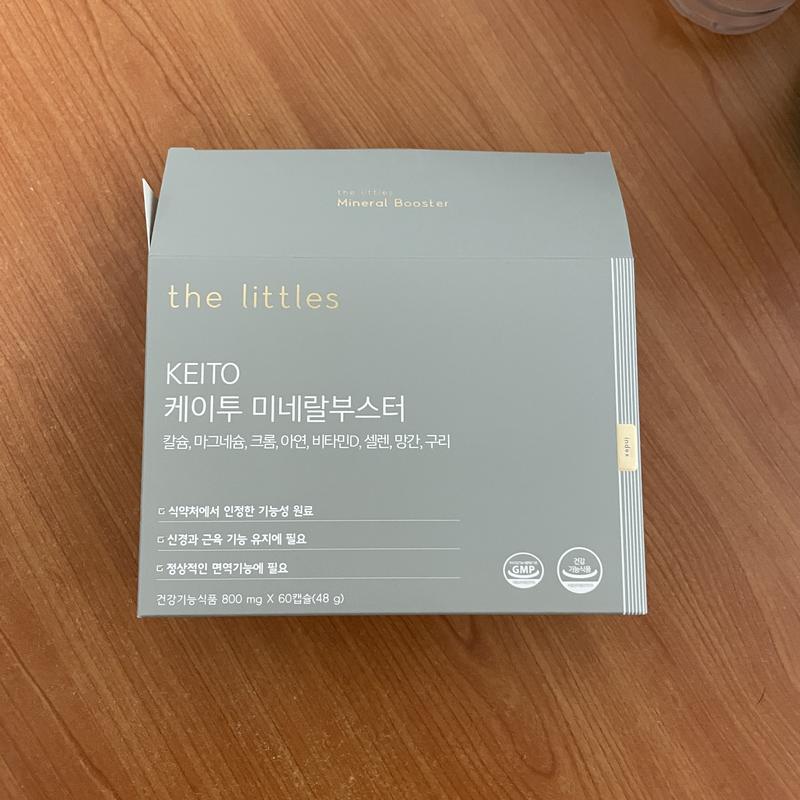 the littles
Mineral Booster
the littles
KEITO
케이투 미네랄부스터
칼슘, 마그네슘, 크롬, 아연, 비타민D, 셀렌, 망간, 구리
식약처에서 인정한 기능성 원료
신경과 근육 기능 유지에 필요
정상적인 면역기능에 필요
건강기능식품 800 mg X 60캡슐(48 g)
GMP
건강
기능식품
index